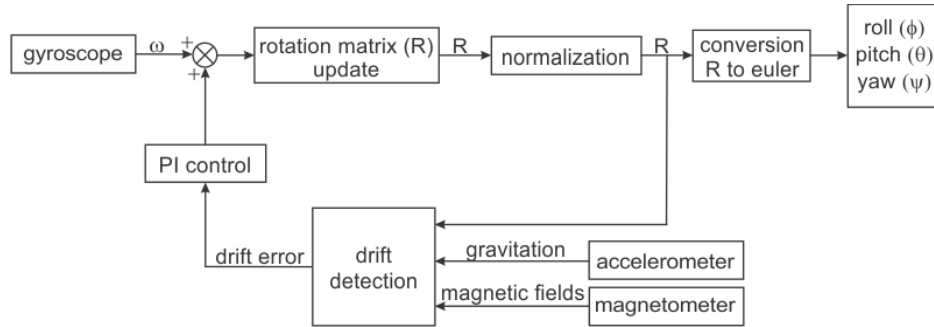 gyroscope
ω
+
+
rotation matrix (R)
update
R
normalization
R
conversion
R to euler
roll (ϕ)
pitch (θ)
yaw (ψ)
PI control
drift error
drift
detection
gravitation
accelerometer
magnetic fields
magnetometer